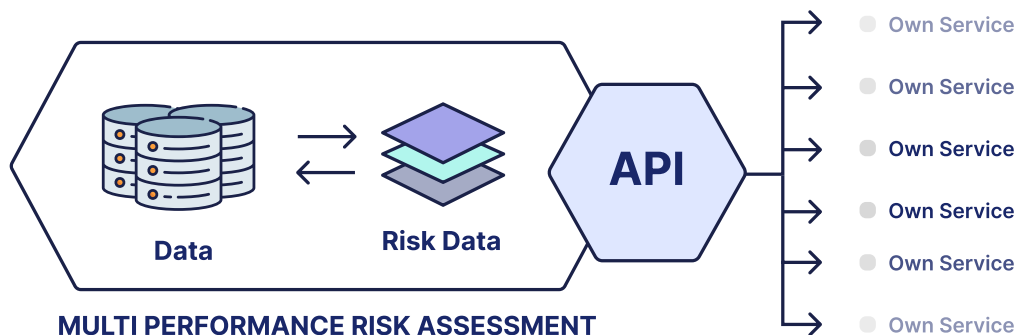 Own Service
Own Service
Own Service
API
Own Service
Risk Data
Data
Own Service
MULTI PERFORMANCE RISK ASSESSMENT
Own Service